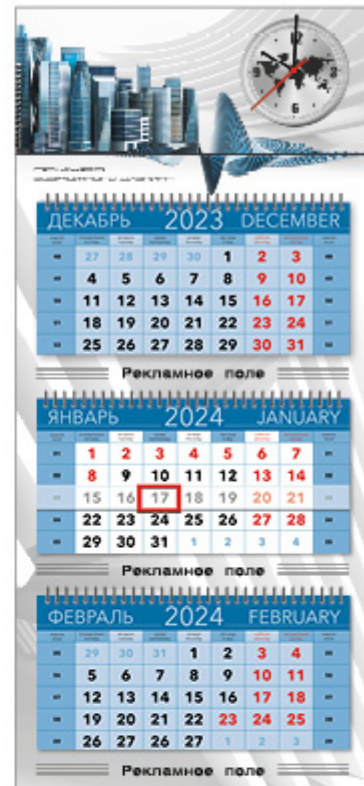 12
9 3
6
ДЕКАБРЬ 2023 DECEMBER
27 28 29 30 1 2 3
4 5 6 7 8 9 10
11 12 13 14 15 16 17
18 19 20 21 22 23 24
25 26 27 28 29 30 31
Рекламное поле
ЯНВАРЬ 2024 JANUARY
1 2 3 4 5 6 7
8 9 10 11 12 13 14
15 16 17 18 19 20 21
22 23 24 25 26 27 28
29 30 31 1 2 3 4
Рекламное поле
ФЕВРАЛЬ 2024 FEBRUARY
29 30 31 1 2 3 4
5 6 7 8 9 10 11
12 13 14 15 16 17 18
19 20 21 22 23 24 25
26 27 26 27 1 2 3
Рекламное поле